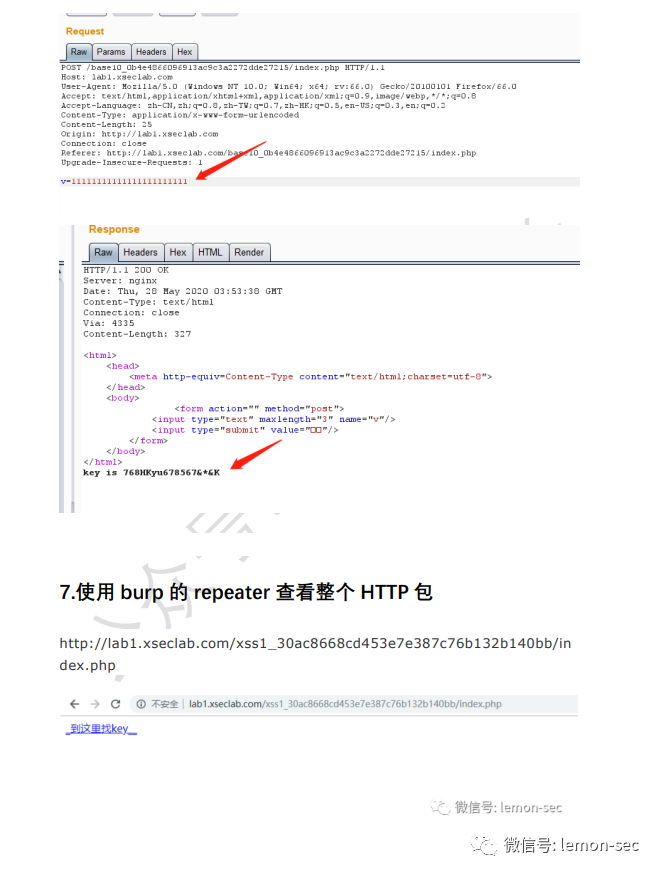 Request
Raw Params Headers Hex
POST /base10_0b4e4866096913ac9c3a2272dde27215/index.php HTTP/1.1
Host: lab1.xseclab.com
User-Agent: Mozilla/5.0 (Windows NT 10.0; Win64; x64; rv:66.0) Gecko/20100101 Firefox/66.0
Accept: text/html,application/xhtml+xml,application/xml;q=0.9,image/webp,*/*;q=0.8
Accept-Language: zh-CN,zh;q=0.8,zh-TW;q=0.7,zh-HK;q=0.5,en-US;q=0.3,en;q=0.2
Content-Type: application/x-www-form-urlencoded
Content-Length: 25
Origin: http://lab1.xseclab.com
Connection: close
Referer: http://lab1.xseclab.com/base10_0b4e4866096913ac9c3a2272dde27215/index.php
Upgrade-Insecure-Requests: 1
v=11111111111111111111111
Response
Raw Headers Hex HTML Render
HTTP/1.1 200 OK
Server: nginx
Date: Thu, 28 May 2020 03:53:38 GMT
Content-Type: text/html
Connection: close
Via: 4335
Content-Length: 327
<html>
<head>
<meta http-equiv=Content-Type content="text/html;charset=utf-8">
</head>
<body>
<form action="" method="post">
<input type="text" maxlength="3" name="v"/>
<input type="submit" value="□□"/>
</form>
</body>
</html>
key is 768HKyu678567&*&K
7.使用 burp 的 repeater 查看整个 HTTP 包
http://lab1.xseclab.com/xss1_30ac8668cd453e7e387c76b132b140bb/in
dex.php
不安全 | lab1.xseclab.com/xss1_30ac8668cd453e7e387c76b132b140bb/index.php
_到这里找key__
微信号: lemon-sec
微信号: lemon-sec